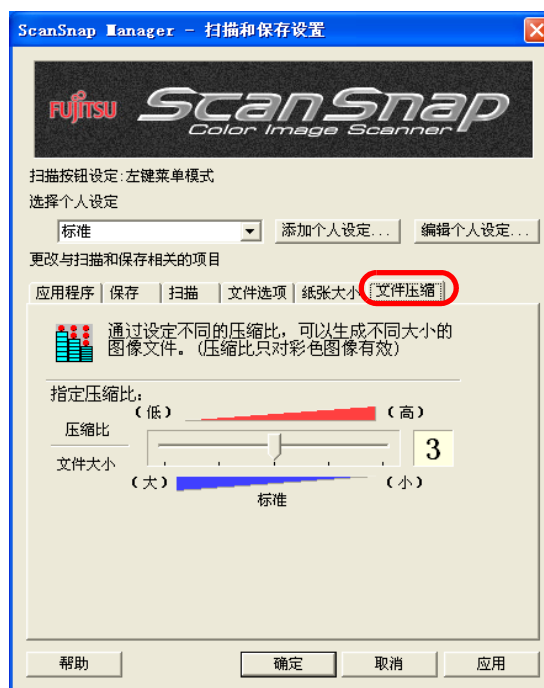 ScanSnap Manager - 扫描和保存设置
FUJITSU ScanSnap
Color Image Scanner
扫描按钮设定:左键菜单模式
选择个人设定
标准 添加个人设定... 编辑个人设定...
更改与扫描和保存相关的项目
应用程序 保存 扫描 文件选项 纸张大小 文件压缩
通过设定不同的压缩比，可以生成不同大小的
图像文件。(压缩比只对彩色图像有效)
指定压缩比：
(低) (高)
压缩比
3
文件大小
(大) (小)
标准
帮助 确定 取消 应用